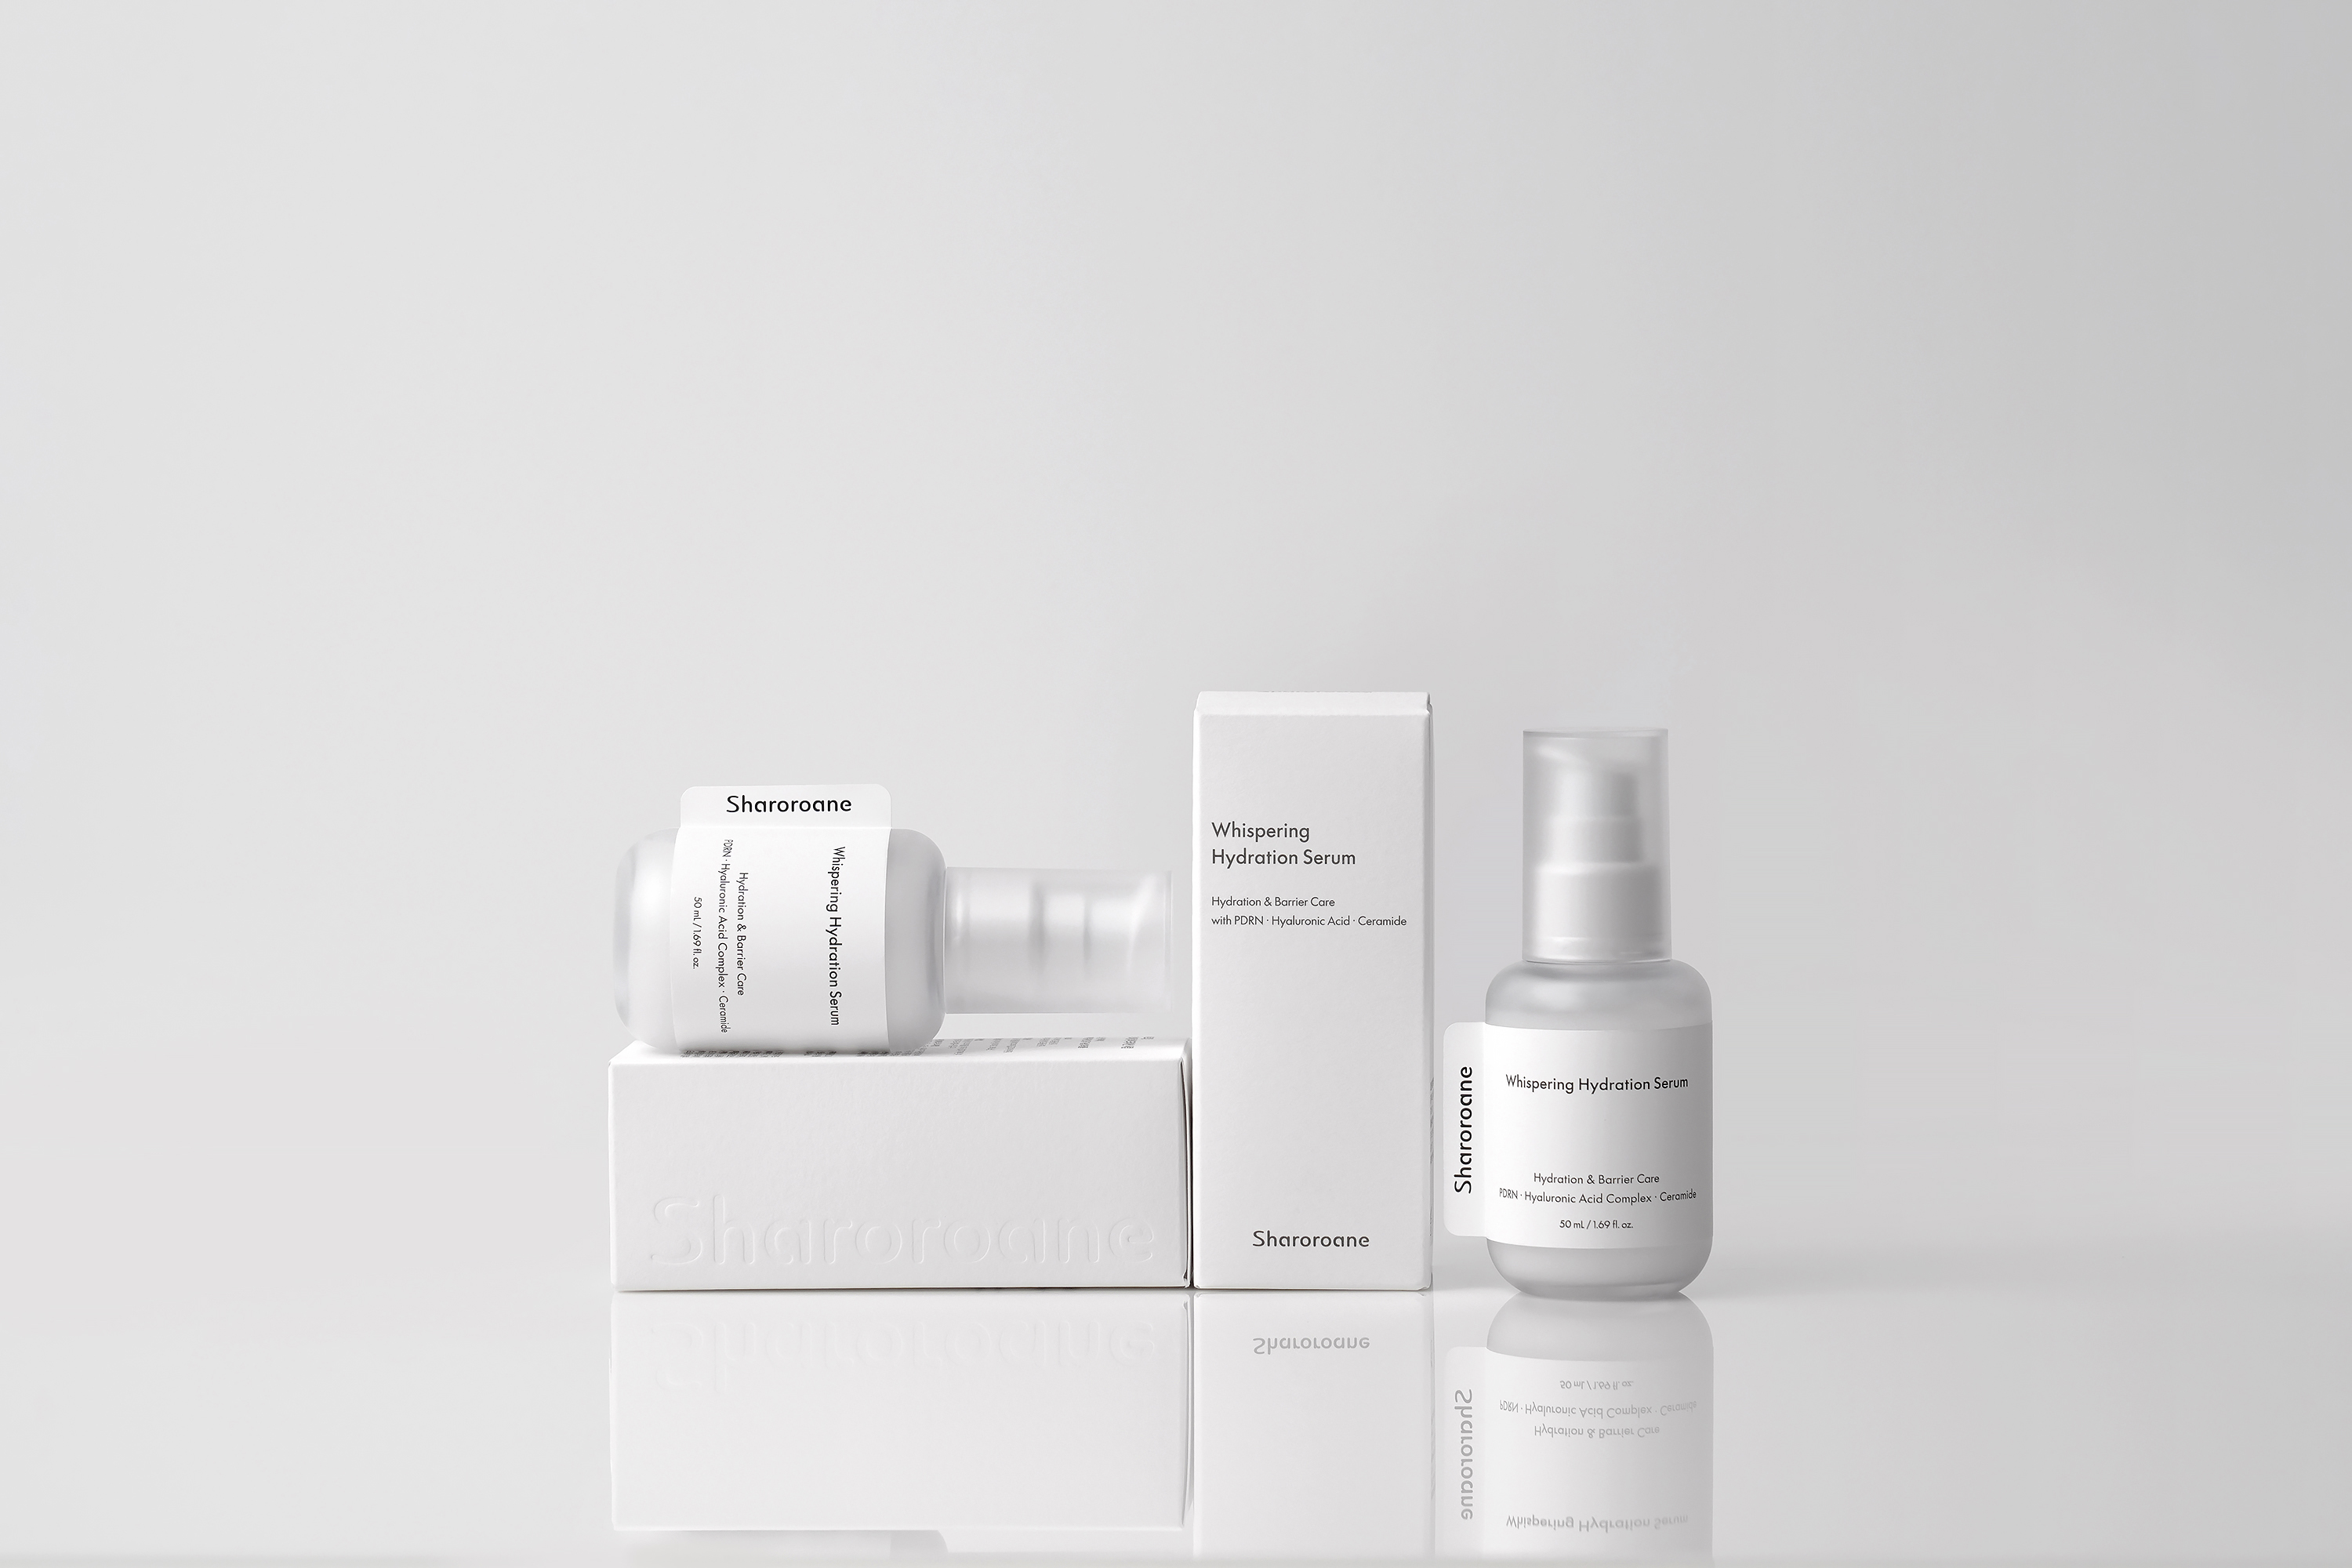 Sharoroane
Whispering Hydration Serum
Hydration & Barrier Care
PDRN · Hyaluronic Acid Complex · Ceramide
50 mL / 1.69 fl. oz.
Sharoroane
Whispering
Hydration Serum
Hydration & Barrier Care
with PDRN · Hyaluronic Acid · Ceramide
Sharoroane
Sharoroane
Whispering Hydration Serum
Hydration & Barrier Care
PDRN · Hyaluronic Acid Complex · Ceramide
50 mL / 1.69 fl. oz.